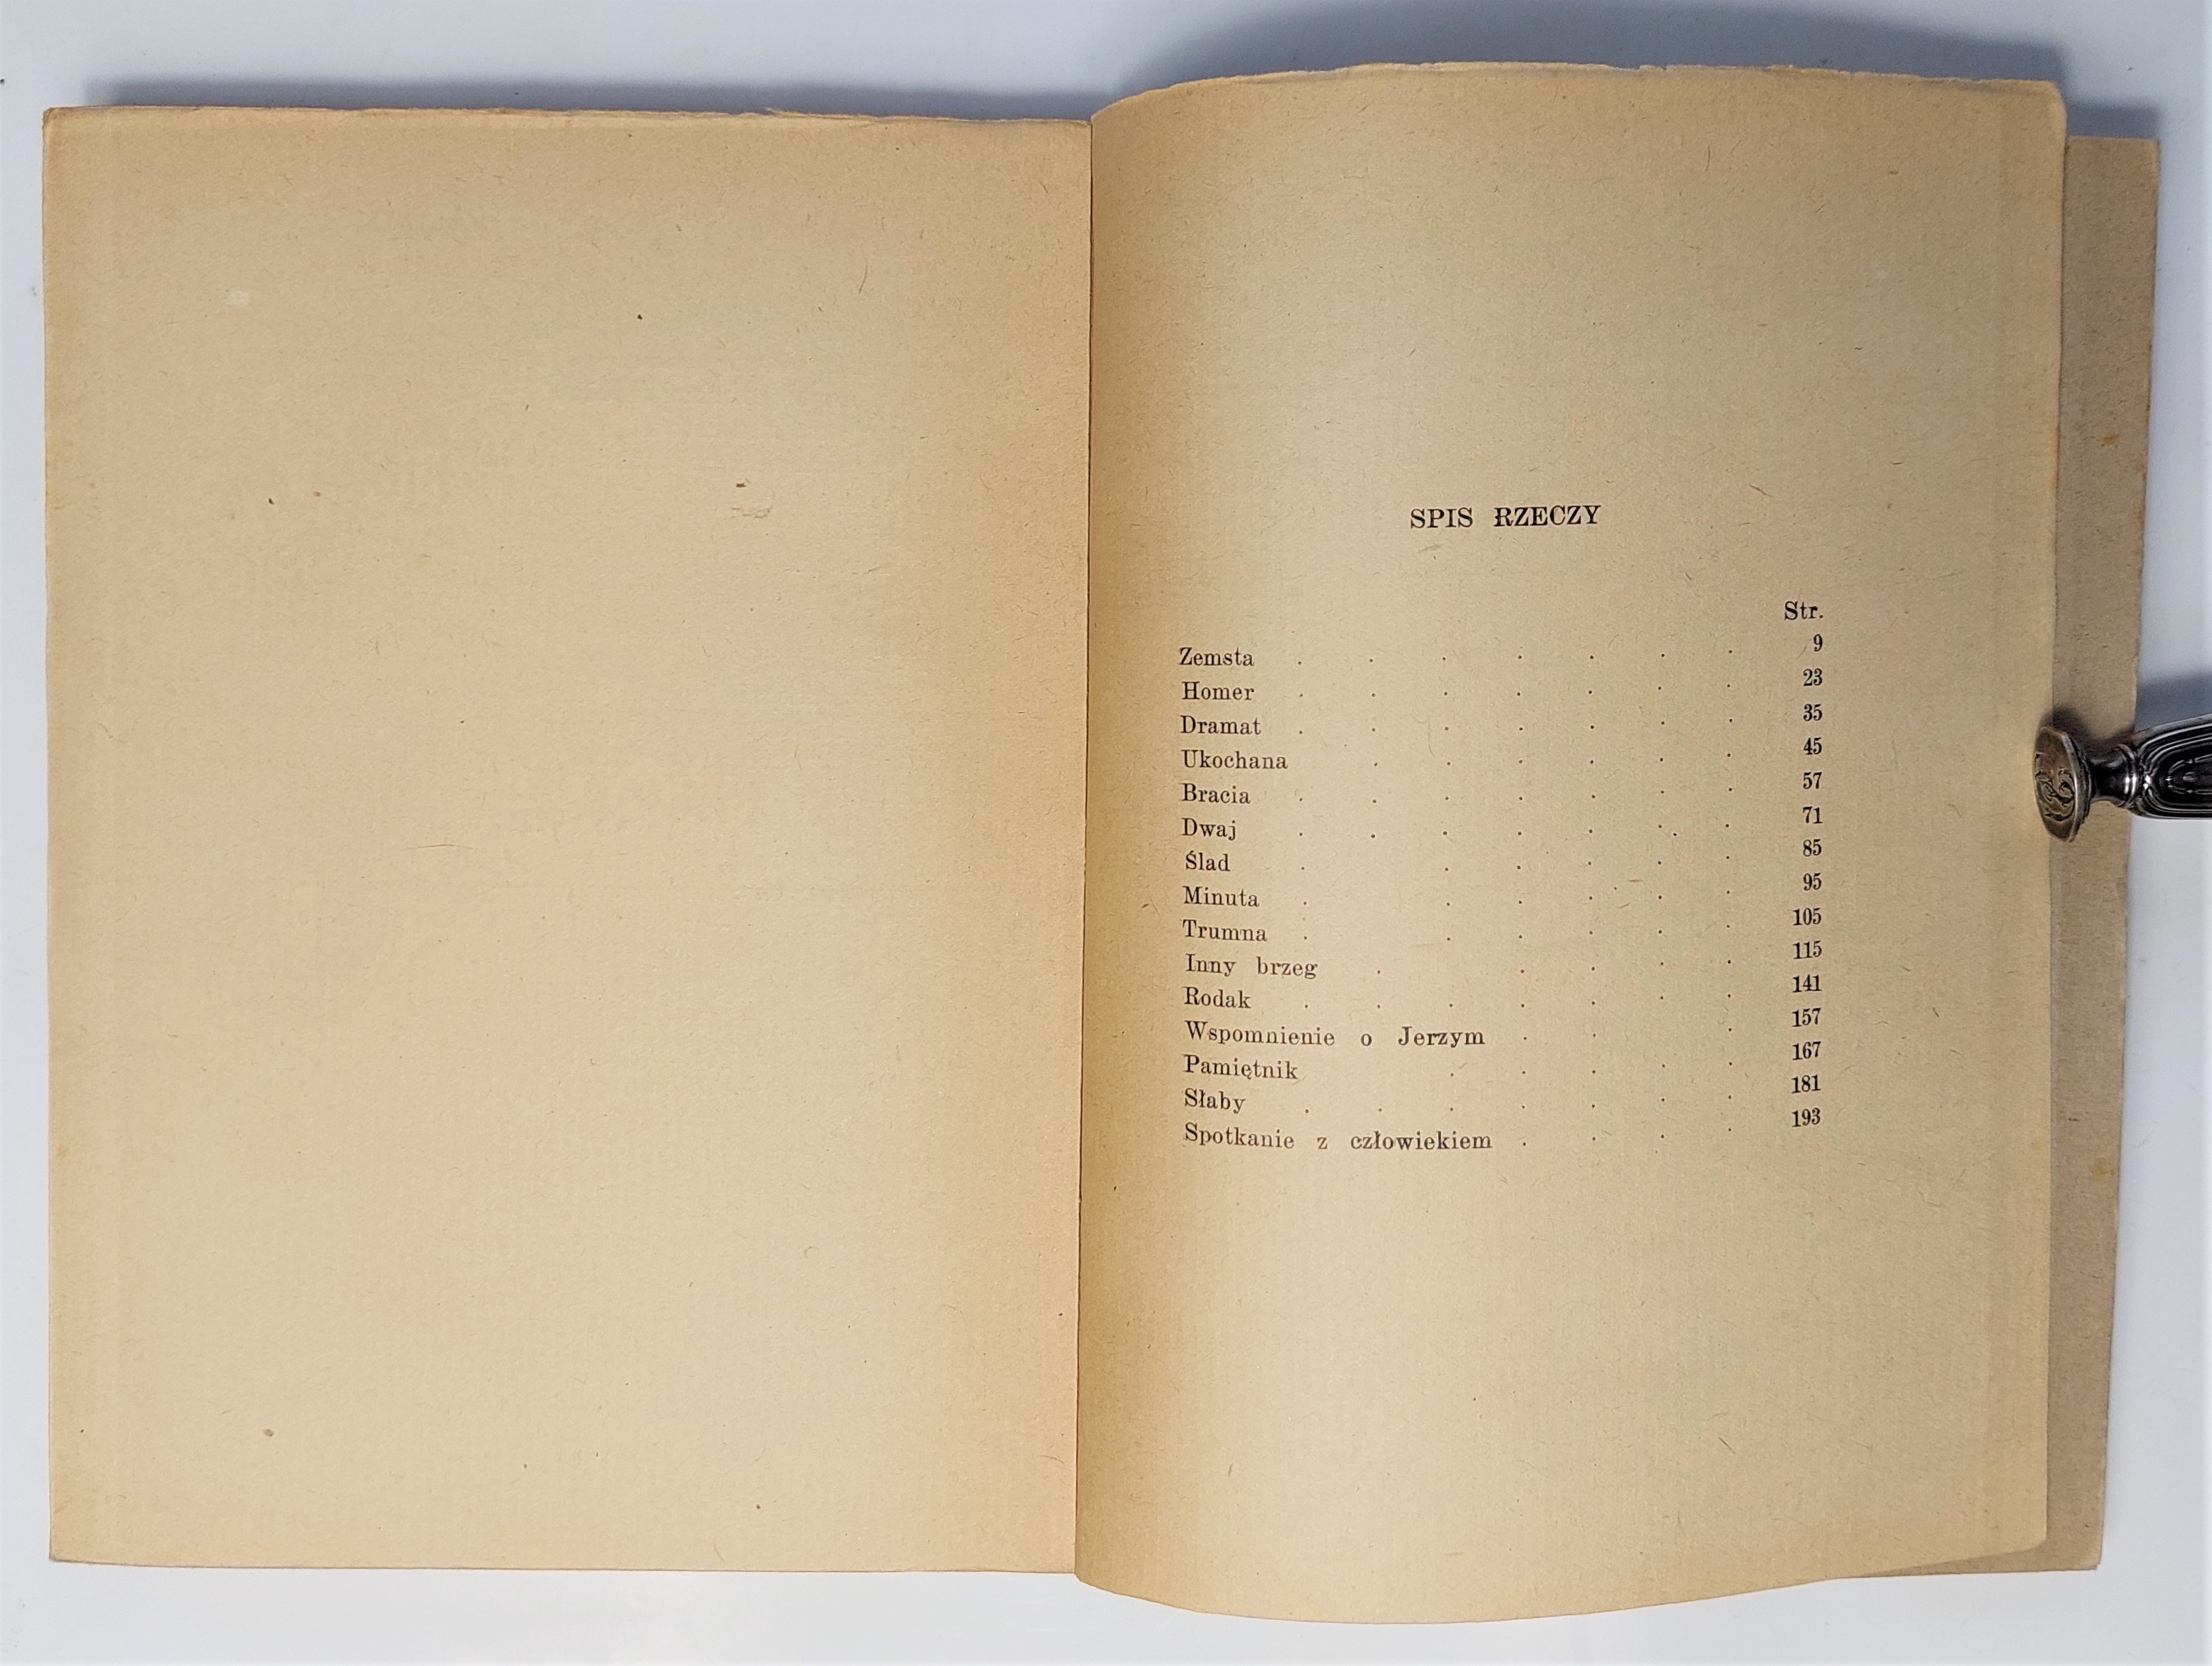 SPIS RZECZY
Str.
Zemsta . . . . . . . 9
Homer . . . . . . . 23
Dramat . . . . . . . 35
Ukochana . . . . . . 45
Bracia . . . . . . . 57
Dwaj . . . . . . . 71
Ślad . . . . . . 85
Minuta . . . . . . 95
Trumna . . . . . . 105
Inny brzeg . . . . . 115
Rodak . . . . . . . 141
Wspomnienie o Jerzym . . . 157
Pamiętnik . . . . . 167
Słaby . . . . . . . 181
Spotkanie z człowiekiem . . . . 193